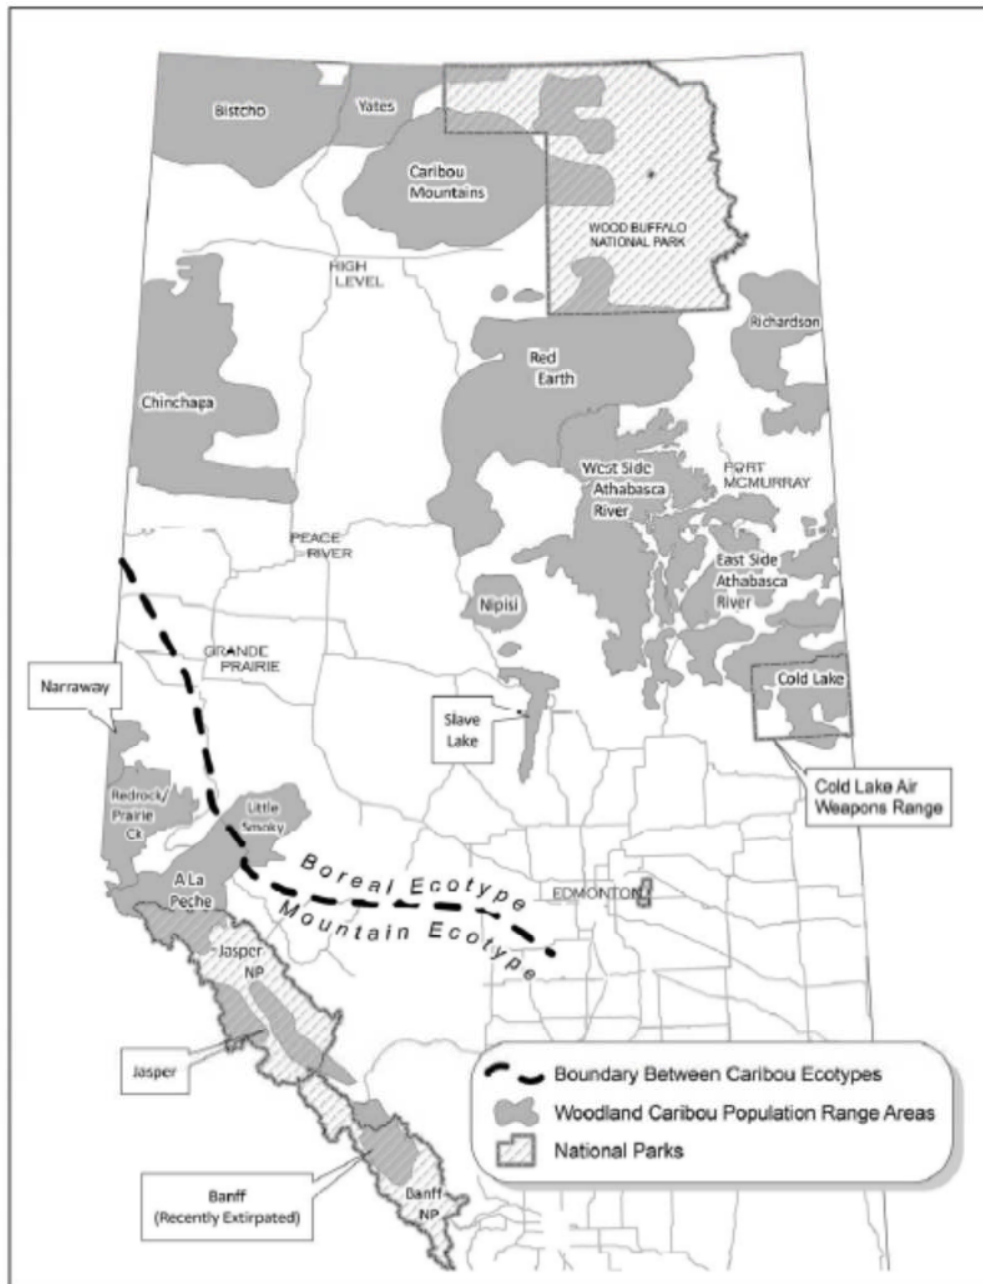 Bistcho
Yates
Caribou
Mountains
WOOD BUFFALO
NATIONAL PARK
HIGH
LEVEL
Richardson
Red
Earth
Chinchaga
West Side
Athabasca
River
FORT
MCMURRAY
PEACE
RIVER
East Side
Athabasca
River
Nipisi
GRANDE
PRAIRIE
Narraway
Cold Lake
Slave
Lake
Redrock/
Prairie
Ck
Little
Smoky
Cold Lake Air
Weapons Range
A La
Peche
Boreal Ecotype
Mountain Ecotype
EDMONTON
Jasper
NP
Jasper
Boundary Between Caribou Ecotypes
Woodland Caribou Population Range Areas
National Parks
Banff
(Recently Extirpated)
Banff
NP